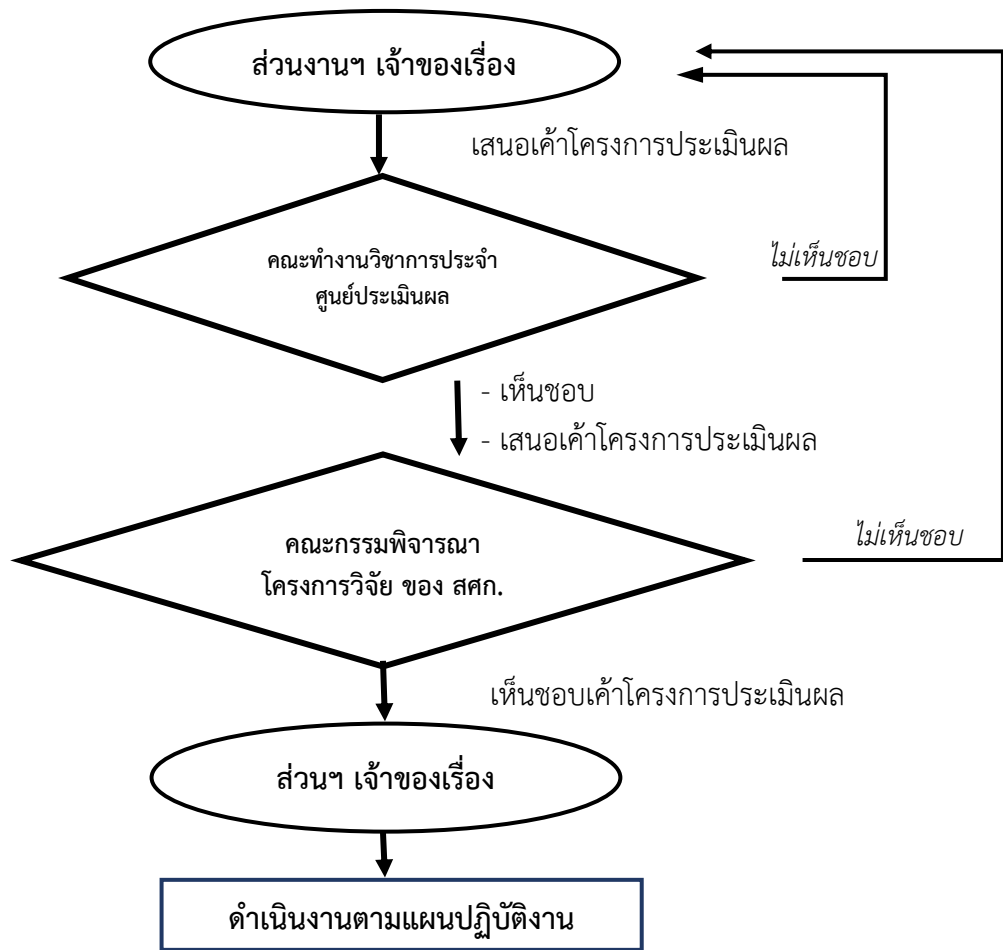 ส่วนงานฯ เจ้าของเรื่อง
เสนอเค้าโครงการประเมินผล
คณะทำงานวิชาการประจำ
ศูนย์ประเมินผล
ไม่เห็นชอบ
- เห็นชอบ
- เสนอเค้าโครงการประเมินผล
คณะกรรมพิจารณา
โครงการวิจัย ของ สศก.
ไม่เห็นชอบ
เห็นชอบเค้าโครงการประเมินผล
ส่วนฯ เจ้าของเรื่อง
ดำเนินงานตามแผนปฏิบัติงาน